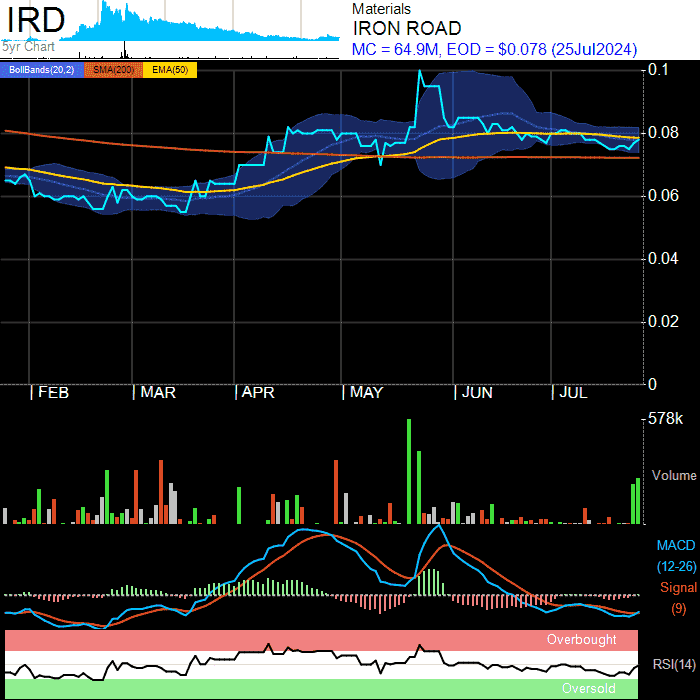 IRD
5yr Chart
Materials
IRON ROAD
MC = 64.9M, EOD = $0.078 (25Jul2024)
BollBands(20,2) SMA(200) EMA(50)
0.1
0.08
0.06
0.04
0.02
0
FEB MAR APR MAY JUN JUL
578k
Volume
MACD
(12-26)
Signal
(9)
Overbought
RSI(14)
Oversold